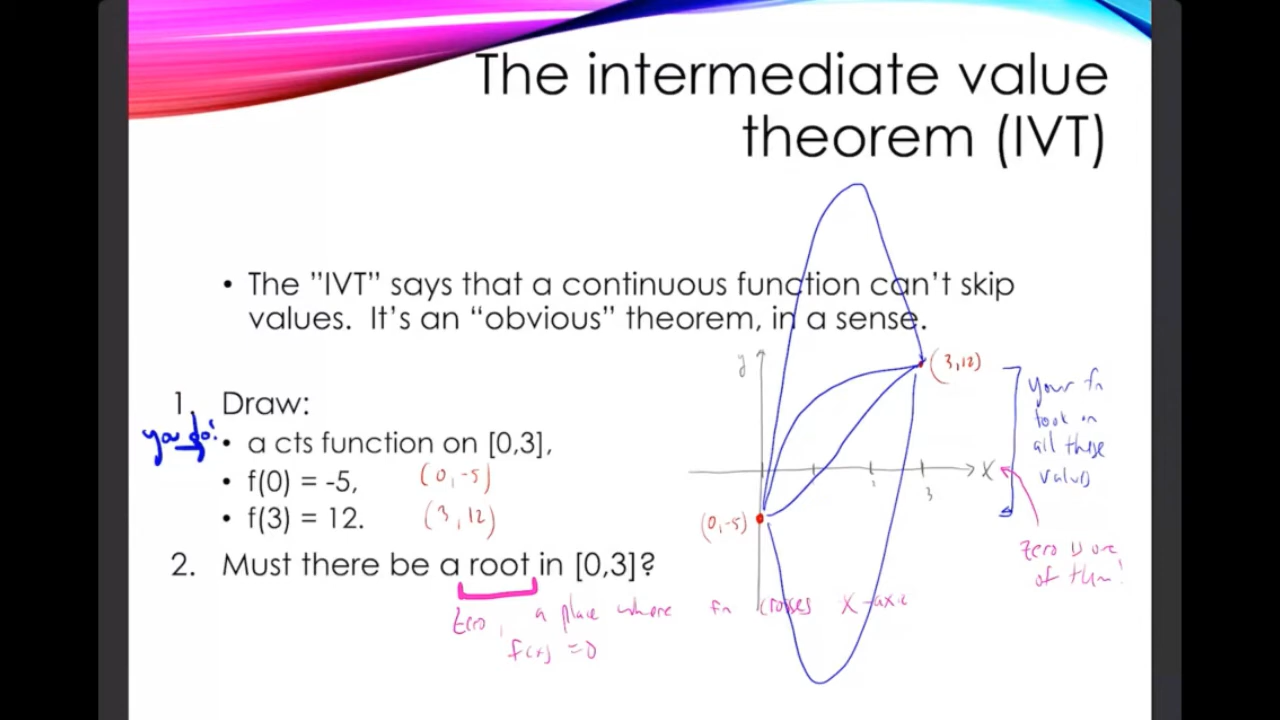 The intermediate value
theorem (IVT)
• The "IVT" says that a continuous function can't skip
values. It's an "obvious" theorem, in a sense.
1. Draw:
you do!
• a cts function on [0,3],
• f(0) = -5,
(0,-5)
• f(3) = 12.
(3,12)
2. Must there be a root in [0,3]?
zero, a place where fn crosses x-axis
f(x) = 0
y
(3,12)
x
3
(0,-5)
your fn
took on
all these
values
zero is one
of them!